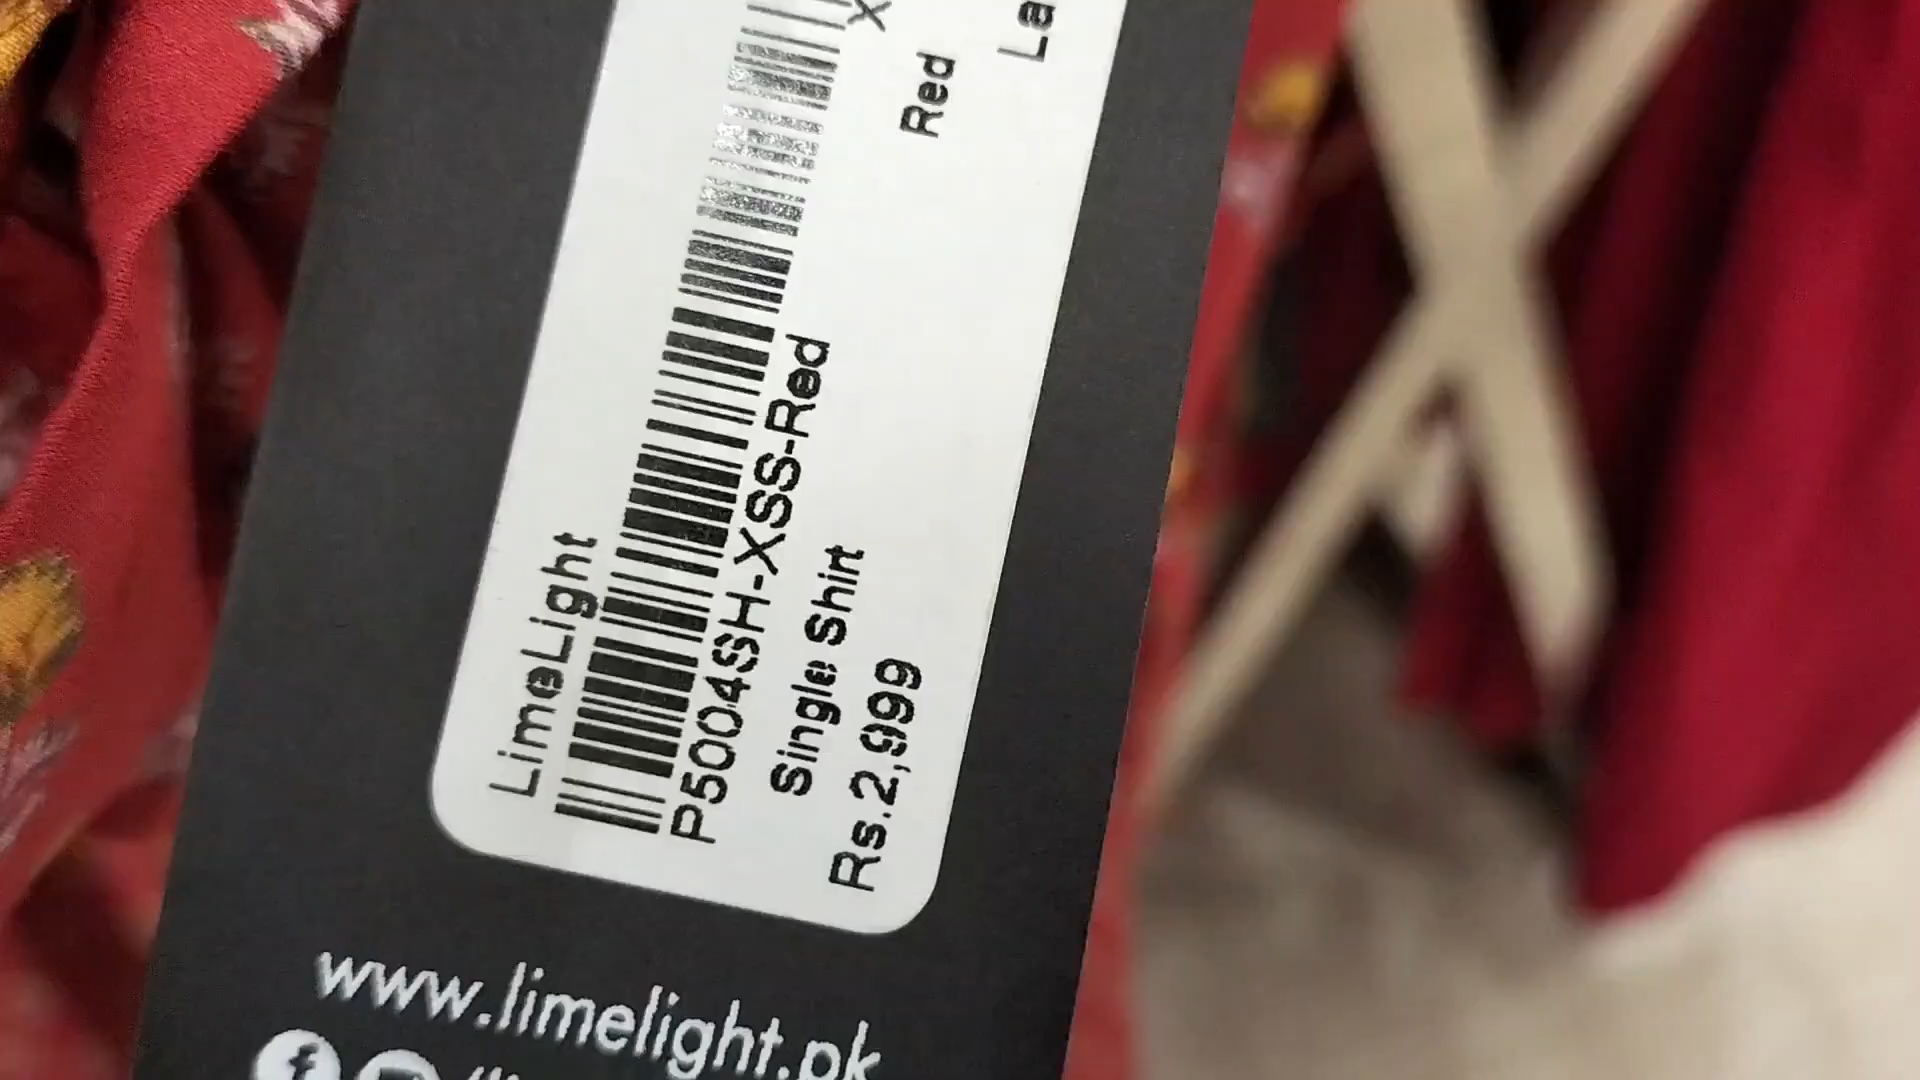 LimeLight
P5004SH-XSS-Red
Single Shirt
Red
Rs.2,999
www.limelight.pk